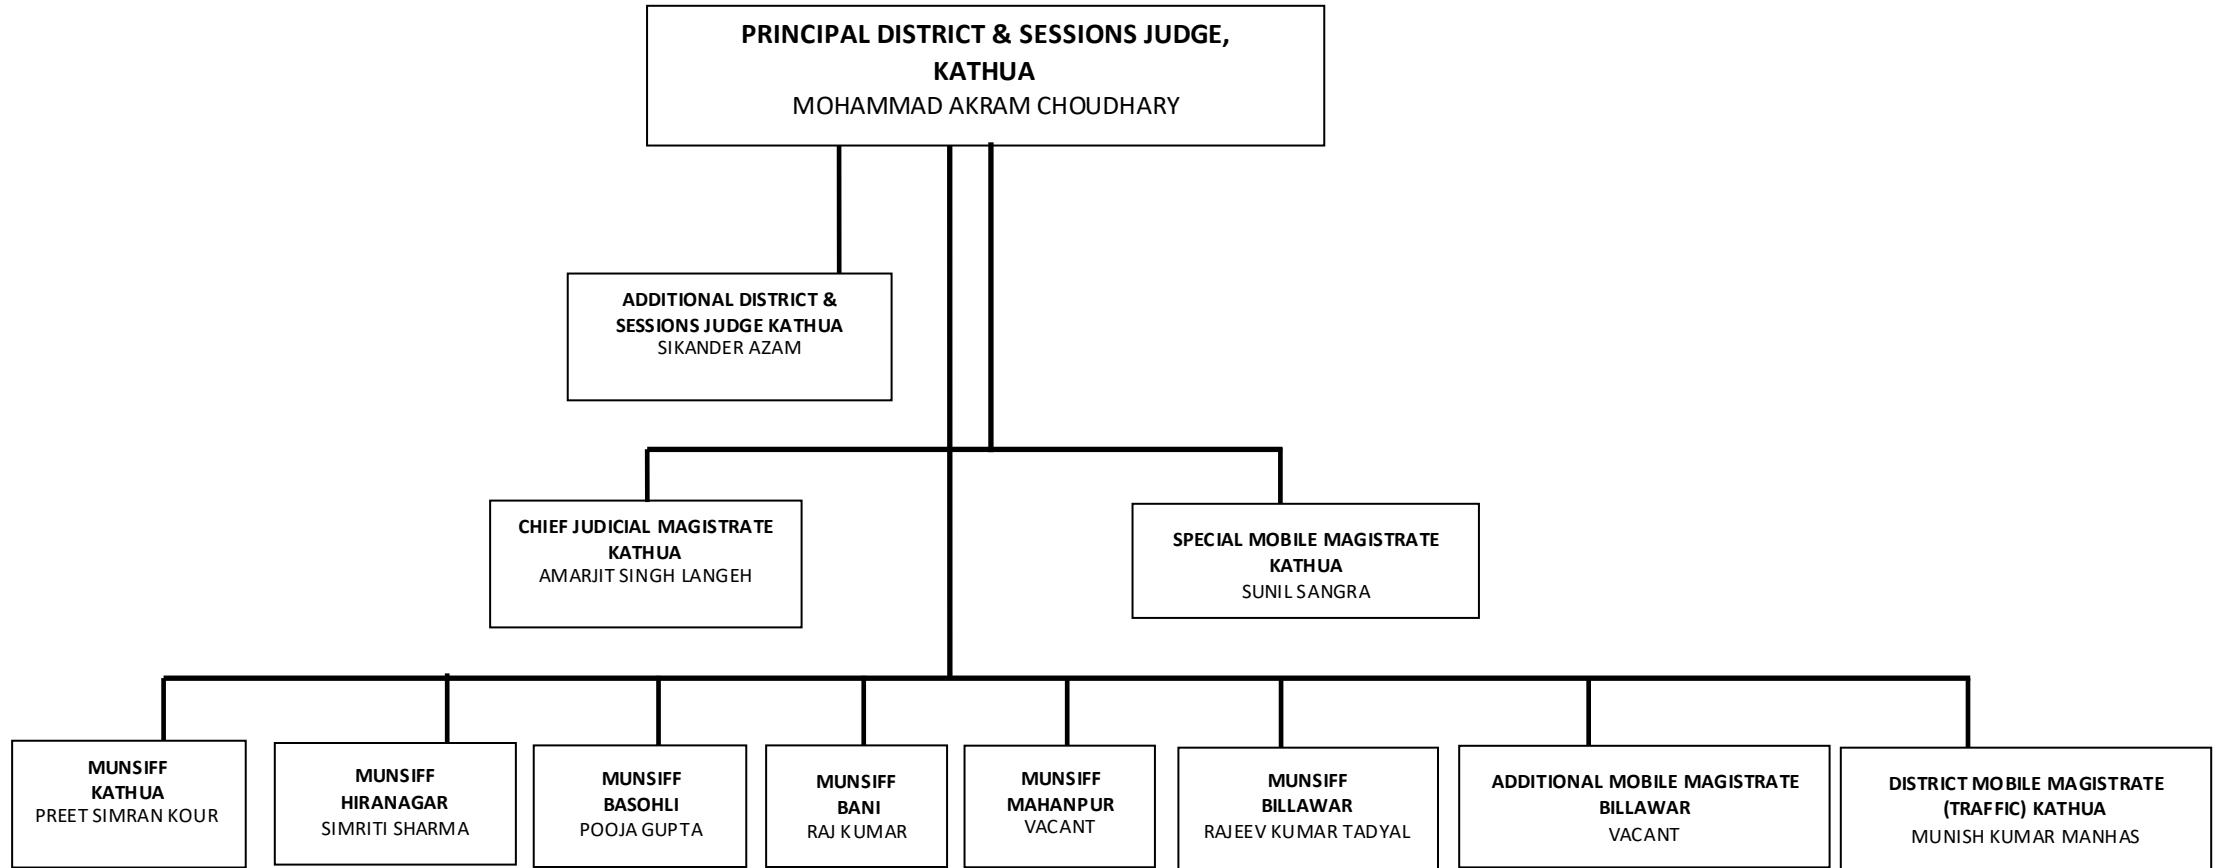 PRINCIPAL DISTRICT & SESSIONS JUDGE,
KATHUA
MOHAMMAD AKRAM CHOUDHARY
ADDITIONAL DISTRICT &
SESSIONS JUDGE KATHUA
SIKANDER AZAM
CHIEF JUDICIAL MAGISTRATE
KATHUA
AMARJIT SINGH LANGEH
SPECIAL MOBILE MAGISTRATE
KATHUA
SUNIL SANGRA
MUNSIFF
KATHUA
PREET SIMRAN KOUR
MUNSIFF
HIRANAGAR
SIMRITI SHARMA
MUNSIFF
BASOHLI
POOJA GUPTA
MUNSIFF
BANI
RAJ KUMAR
MUNSIFF
MAHANPUR
VACANT
MUNSIFF
BILLAWAR
RAJEEV KUMAR TADYAL
ADDITIONAL MOBILE MAGISTRATE
BILLAWAR
VACANT
DISTRICT MOBILE MAGISTRATE
(TRAFFIC) KATHUA
MUNISH KUMAR MANHAS